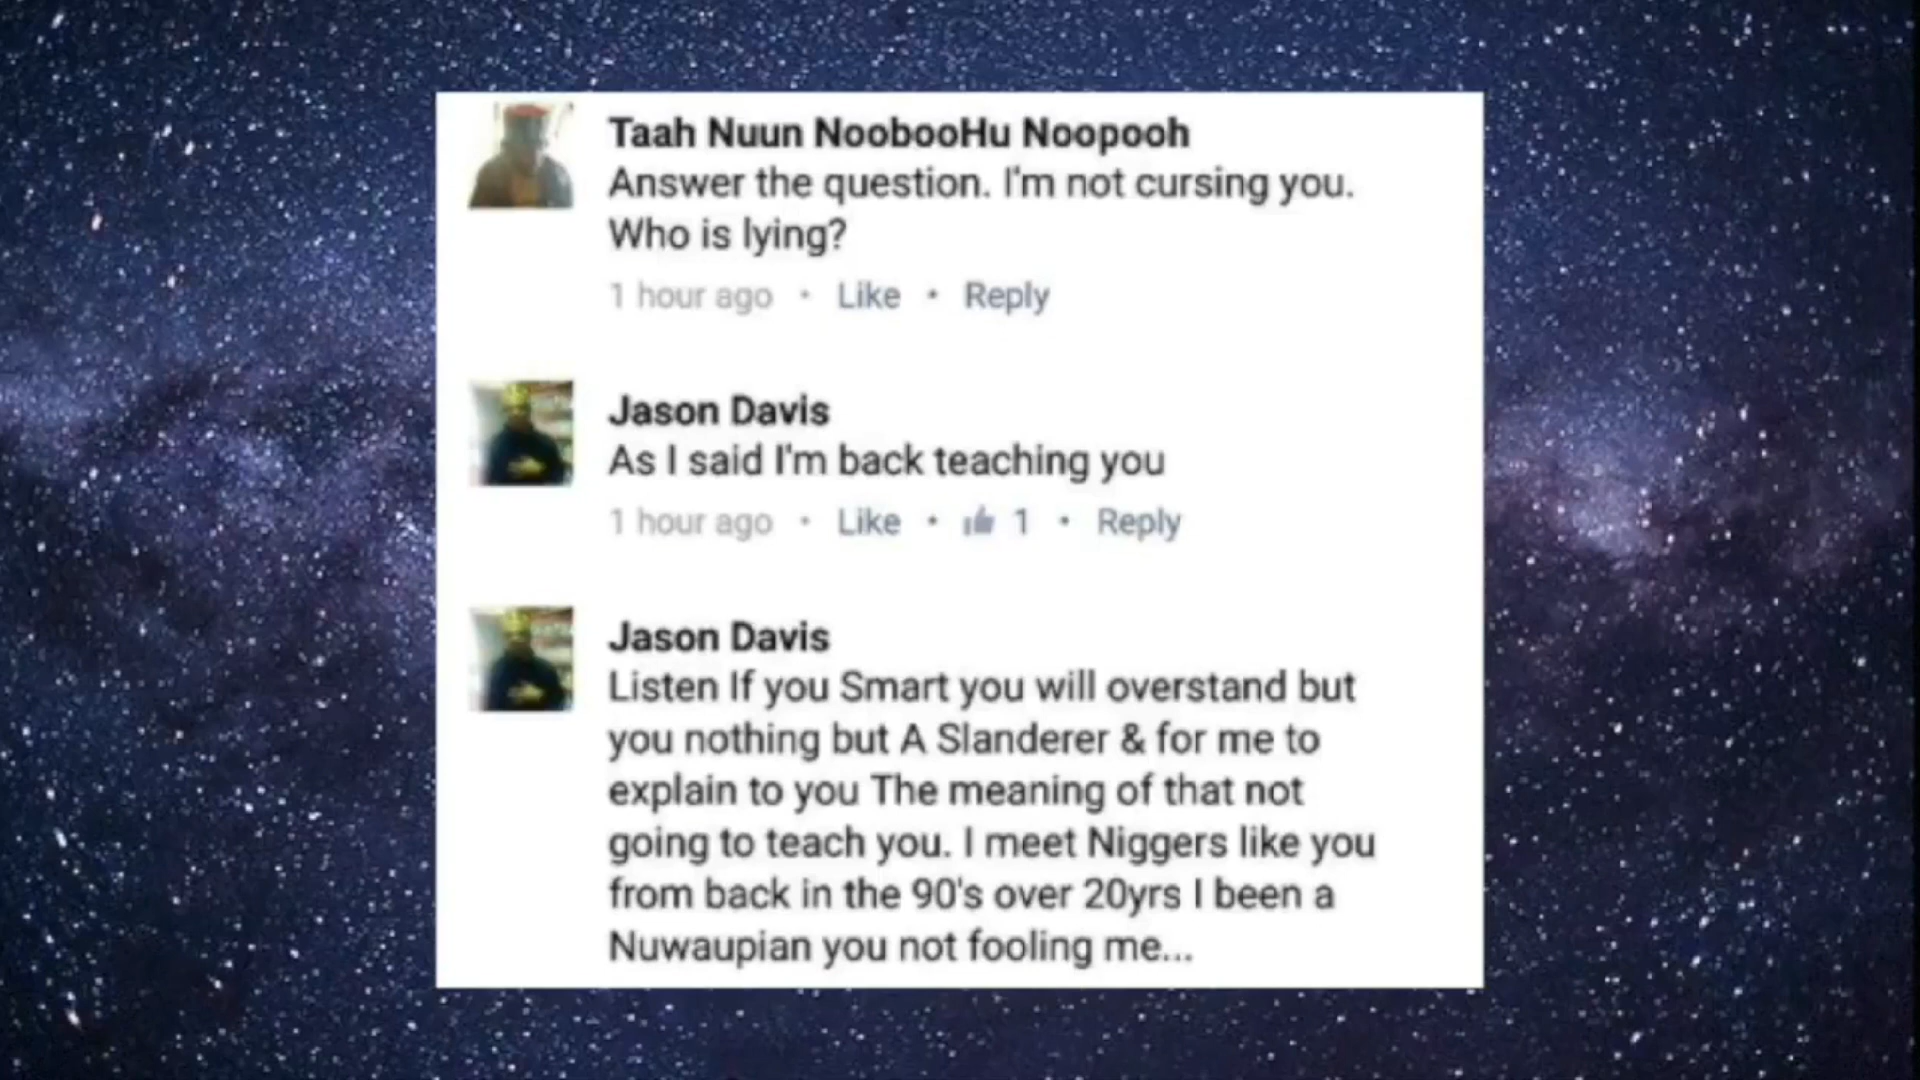 Taah Nuun NoobooHu Noopooh
Answer the question. I'm not cursing you.
Who is lying?
1 hour ago · Like · Reply
Jason Davis
As I said I'm back teaching you
1 hour ago · Like · 1 · Reply
Jason Davis
Listen If you Smart you will overstand but
you nothing but A Slanderer & for me to
explain to you The meaning of that not
going to teach you. I meet Niggers like you
from back in the 90's over 20yrs I been a
Nuwaupian you not fooling me...